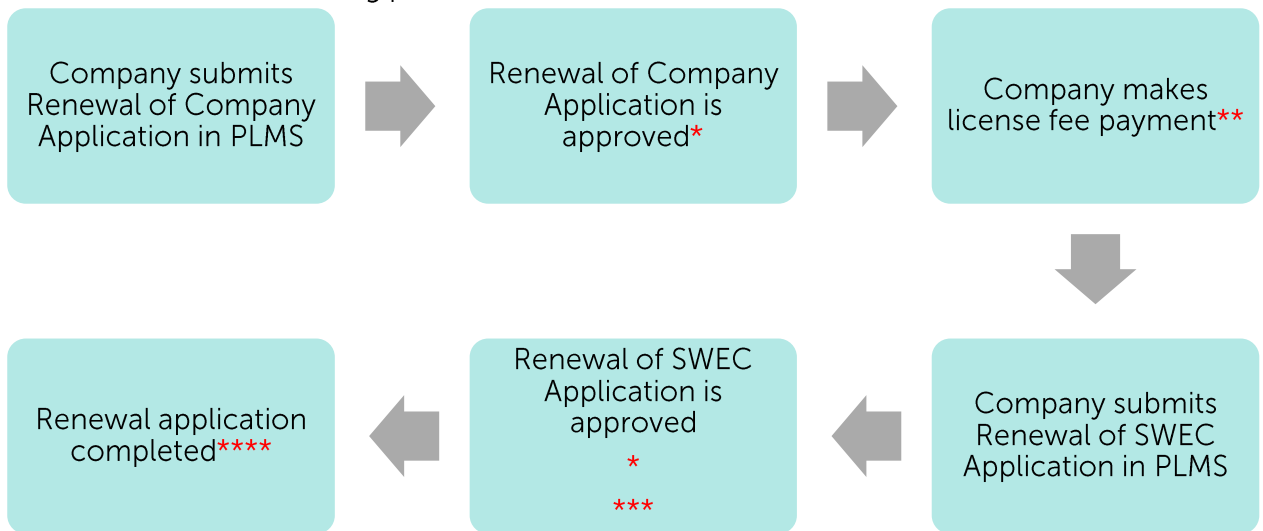 Company submits
Renewal of Company
Application in PLMS
Renewal of Company
Application is
approved*
Company makes
license fee payment**
Company submits
Renewal of SWEC
Application in PLMS
Renewal of SWEC
Application is
approved
*
***
Renewal application
completed****